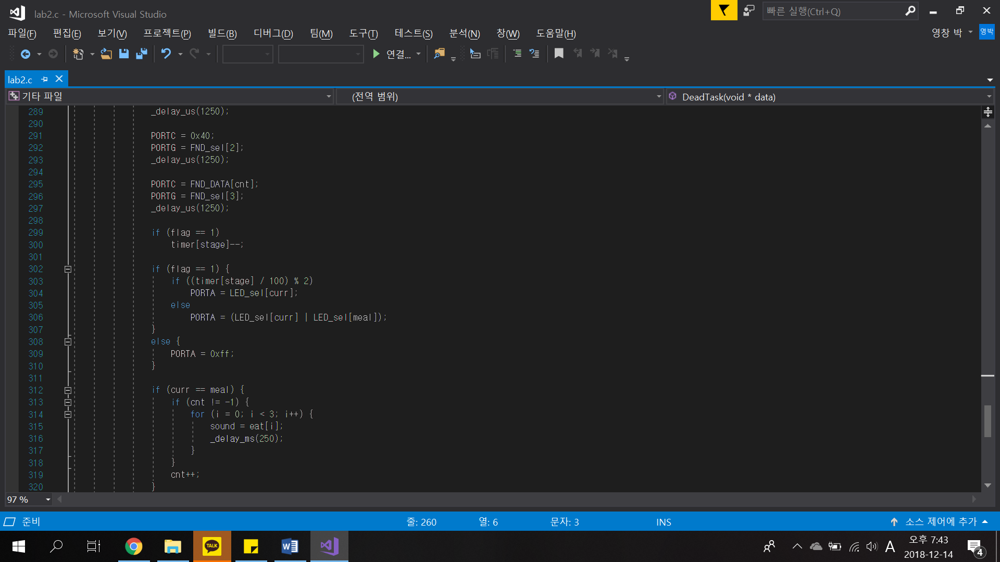 lab2.c - Microsoft Visual Studio
빠른 실행(Ctrl+Q)
파일(F) 편집(E) 보기(V) 프로젝트(P) 빌드(B) 디버그(D) 팀(M) 도구(T) 테스트(S) 분석(N) 창(W) 도움말(H)
영창 박
영박
연결...
lab2.c
기타 파일
(전역 범위)
DeadTask(void * data)
289 _delay_us(1250);
290
291 PORTC = 0x40;
292 PORTG = FND_sel[2];
293 _delay_us(1250);
294
295 PORTC = FND_DATA[cnt];
296 PORTG = FND_sel[3];
297 _delay_us(1250);
298
299 if (flag == 1)
300 timer[stage]--;
301
302 if (flag == 1) {
303 if ((timer[stage] / 100) % 2)
304 PORTA = LED_sel[curr];
305 else
306 PORTA = (LED_sel[curr] | LED_sel[meal]);
307 }
308 else {
309 PORTA = 0xff;
310 }
311
312 if (curr == meal) {
313 if (cnt != -1) {
314 for (i = 0; i < 3; i++) {
315 sound = eat[i];
316 _delay_ms(250);
317 }
318 }
319 cnt++;
320 }
97 %
준비
줄: 260
열: 6
문자: 3
INS
소스 제어에 추가
TALK
A
오후 7:43
2018-12-14
4